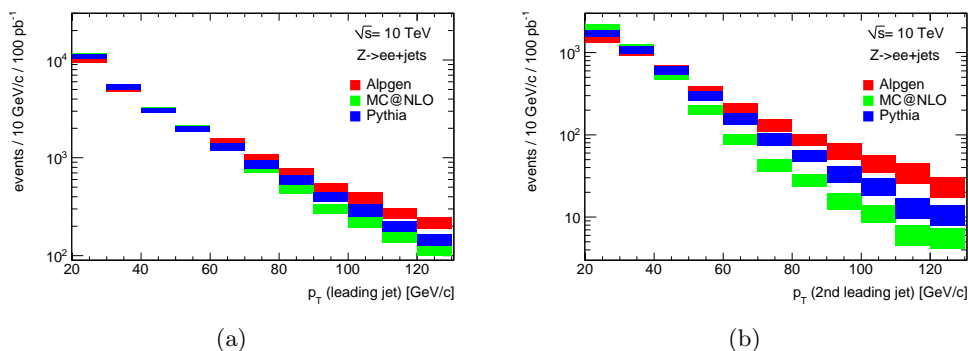 events / 10 GeV/c / 100 pb⁻¹
√s= 10 TeV
Z->ee+jets
Alpgen
MC@NLO
Pythia
10⁴
10³
10²
20 40 60 80 100 120
p_T (leading jet) [GeV/c]
(a)
events / 10 GeV/c / 100 pb⁻¹
√s= 10 TeV
Z->ee+jets
Alpgen
MC@NLO
Pythia
10³
10²
10
20 40 60 80 100 120
p_T (2nd leading jet) [GeV/c]
(b)